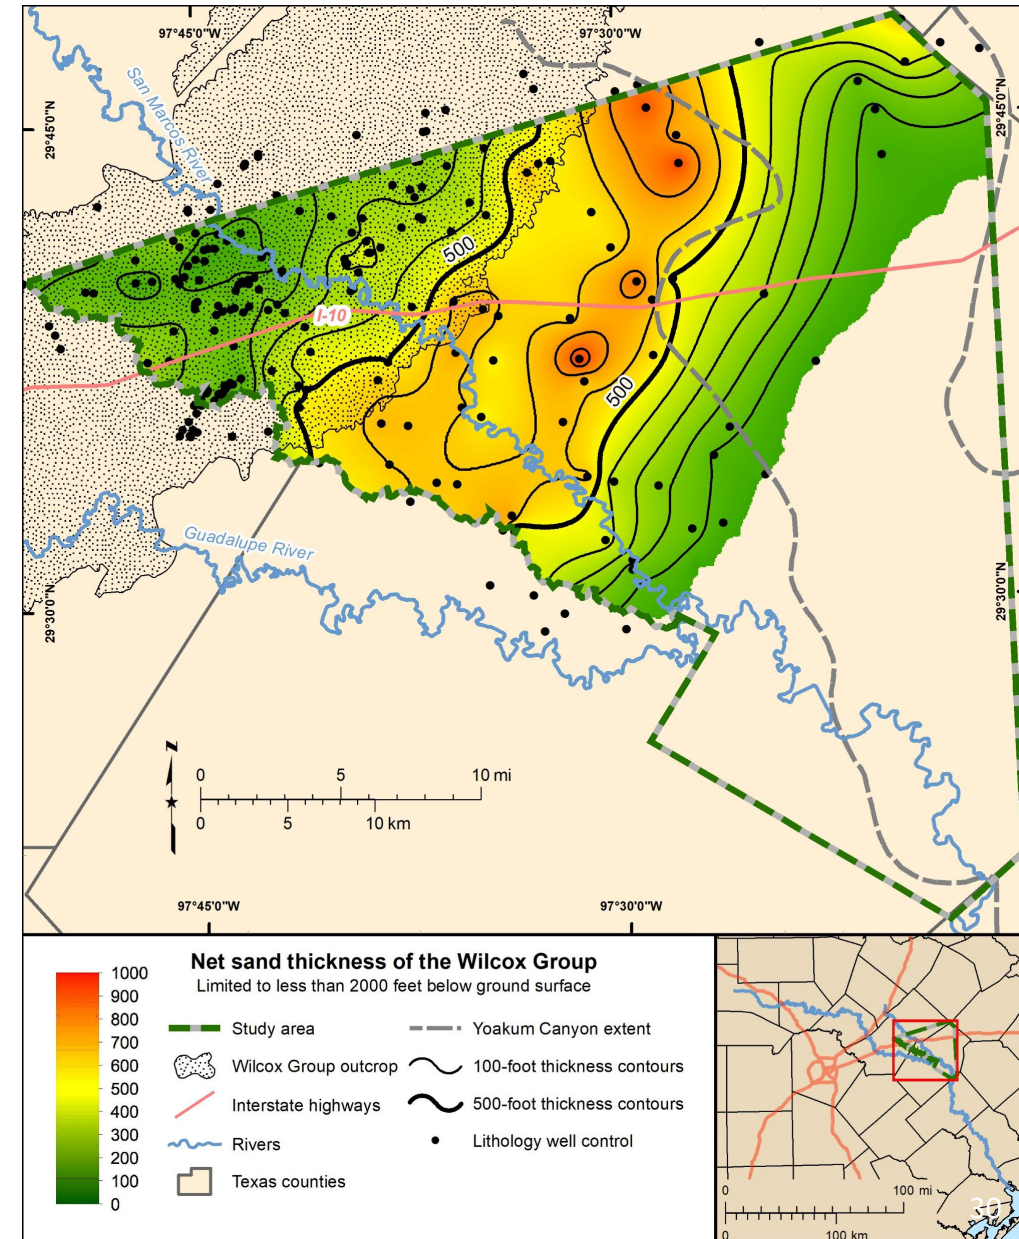 97°45'0"W
97°30'0"W
San Marcos River
29°45'0"N
29°45'0"N
500
I-10
500
Guadalupe River
29°30'0"N
29°30'0"N
N
0 5 10 mi
0 5 10 km
97°45'0"W
97°30'0"W
Net sand thickness of the Wilcox Group
Limited to less than 2000 feet below ground surface
1000
900
800
700
600
500
400
300
200
100
0
Study area
Wilcox Group outcrop
Interstate highways
Rivers
Texas counties
Yoakum Canyon extent
100-foot thickness contours
500-foot thickness contours
Lithology well control
0 100 mi
0 100 km
30